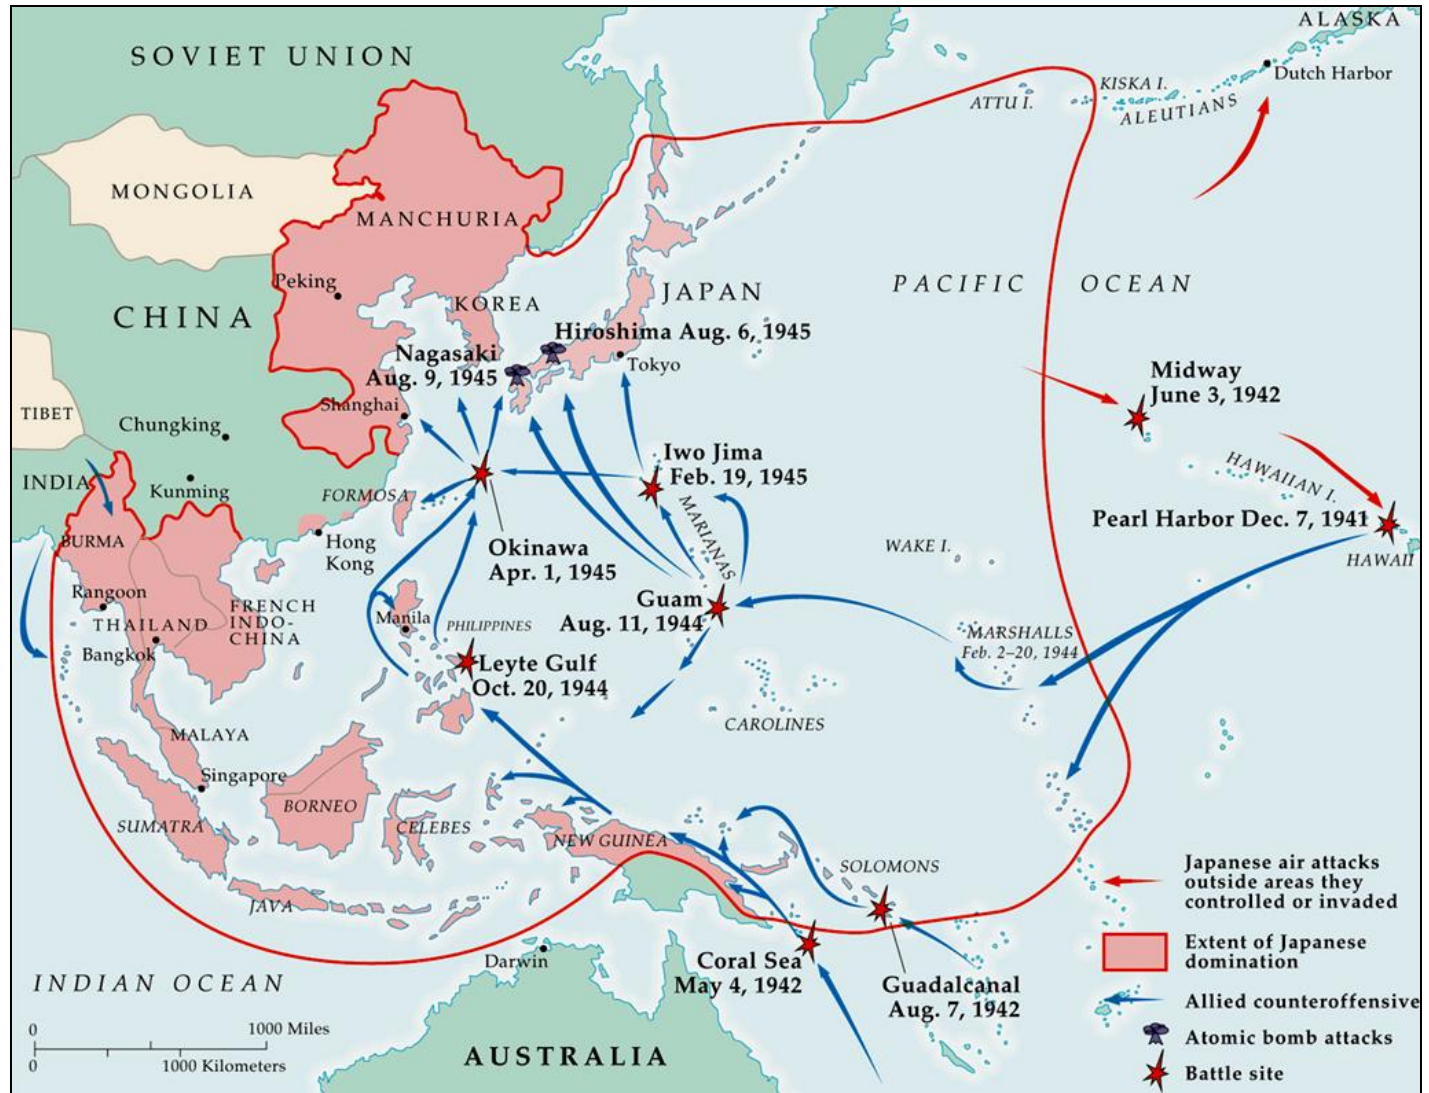 ALASKA
SOVIET UNION
Dutch Harbor
KISKA I.
ATTU I.
ALEUTIANS
MONGOLIA
MANCHURIA
Peking
PACIFIC OCEAN
JAPAN
KOREA
CHINA
Hiroshima Aug. 6, 1945
Nagasaki
Aug. 9, 1945
Tokyo
Midway
June 3, 1942
Shanghai
TIBET
Chungking
Iwo Jima
Feb. 19, 1945
HAWAIIAN I.
INDIA
Kunming
FORMOSA
MARIANAS
Pearl Harbor Dec. 7, 1941
BURMA
Hong
Kong
Okinawa
Apr. 1, 1945
WAKE I.
HAWAII
Rangoon
FRENCH
INDO-
CHINA
THAILAND
Bangkok
Manila
PHILIPPINES
Guam
Aug. 11, 1944
MARSHALLS
Feb. 2–20, 1944
Leyte Gulf
Oct. 20, 1944
CAROLINES
MALAYA
Singapore
BORNEO
SUMATRA
CELEBES
NEW GUINEA
SOLOMONS
JAVA
Darwin
Coral Sea
May 4, 1942
Guadalcanal
Aug. 7, 1942
INDIAN OCEAN
AUSTRALIA
0 1000 Miles
0 1000 Kilometers
Japanese air attacks
outside areas they
controlled or invaded
Extent of Japanese
domination
Allied counteroffensive
Atomic bomb attacks
Battle site